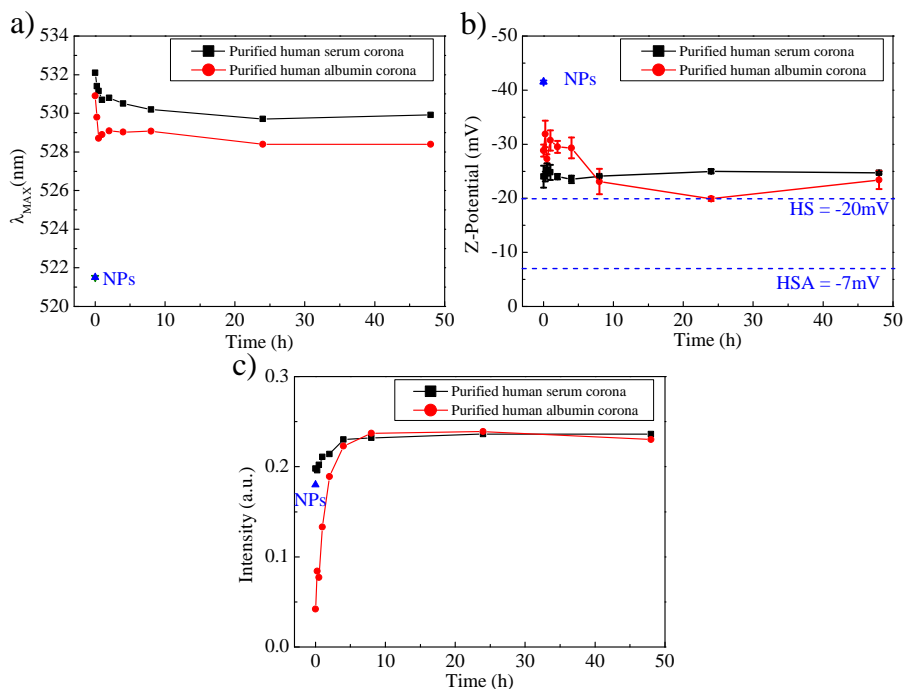 a)
534
532
530
528
526
524
522
520
λMAX(nm)
Purified human serum corona
Purified human albumin corona
NPs
0 10 20 30 40 50
Time (h)
b)
-50
-40
-30
-20
-10
0
Z-Potential (mV)
Purified human serum corona
Purified human albumin corona
NPs
HS = -20mV
HSA = -7mV
0 10 20 30 40 50
Time (h)
c)
0.3
0.2
0.1
0.0
Intensity (a.u.)
Purified human serum corona
Purified human albumin corona
NPs
0 10 20 30 40 50
Time (h)